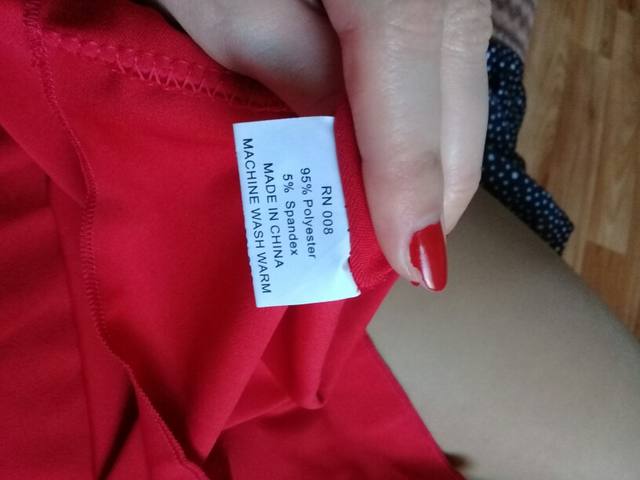 RN 008
95% Polyester
5% Spandex
MADE IN CHINA
MACHINE WASH WARM